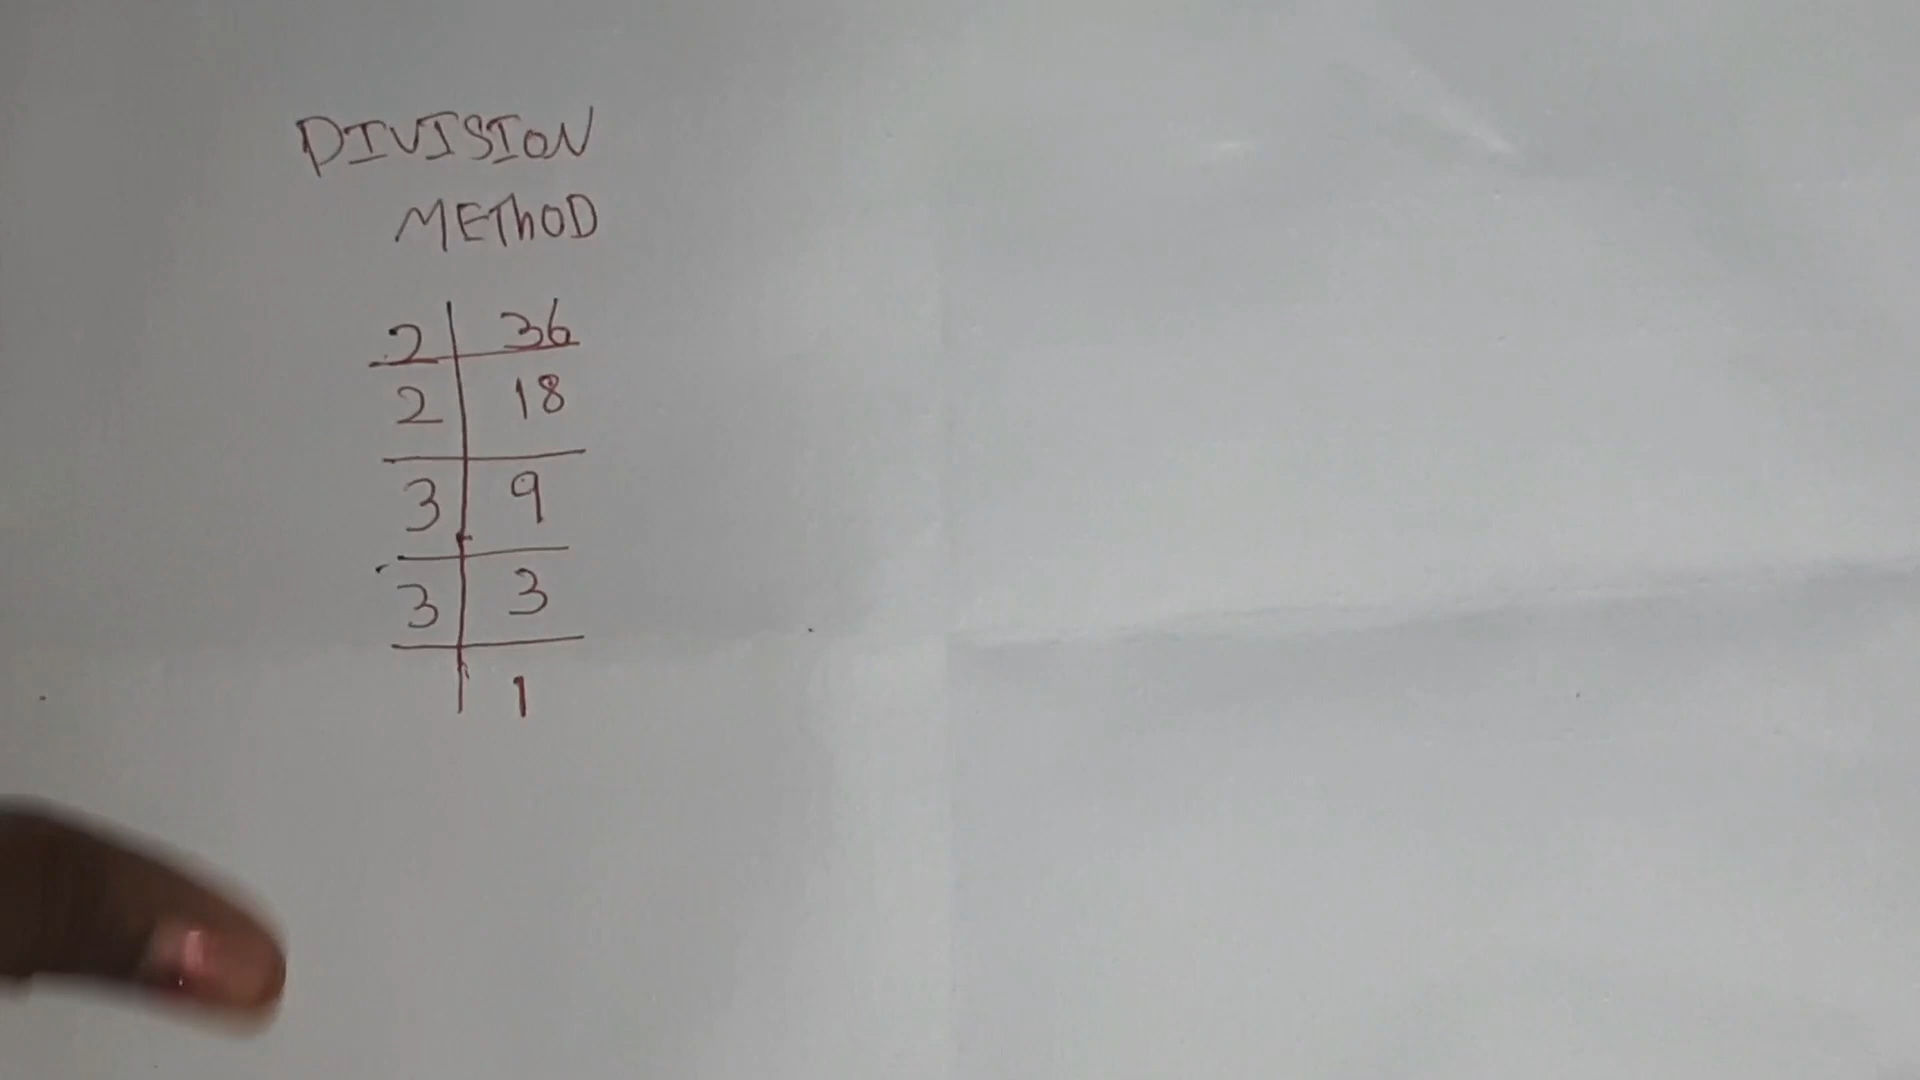 DIVISION
METHOD
2 | 36
2 | 18
3 | 9
3 | 3
| 1